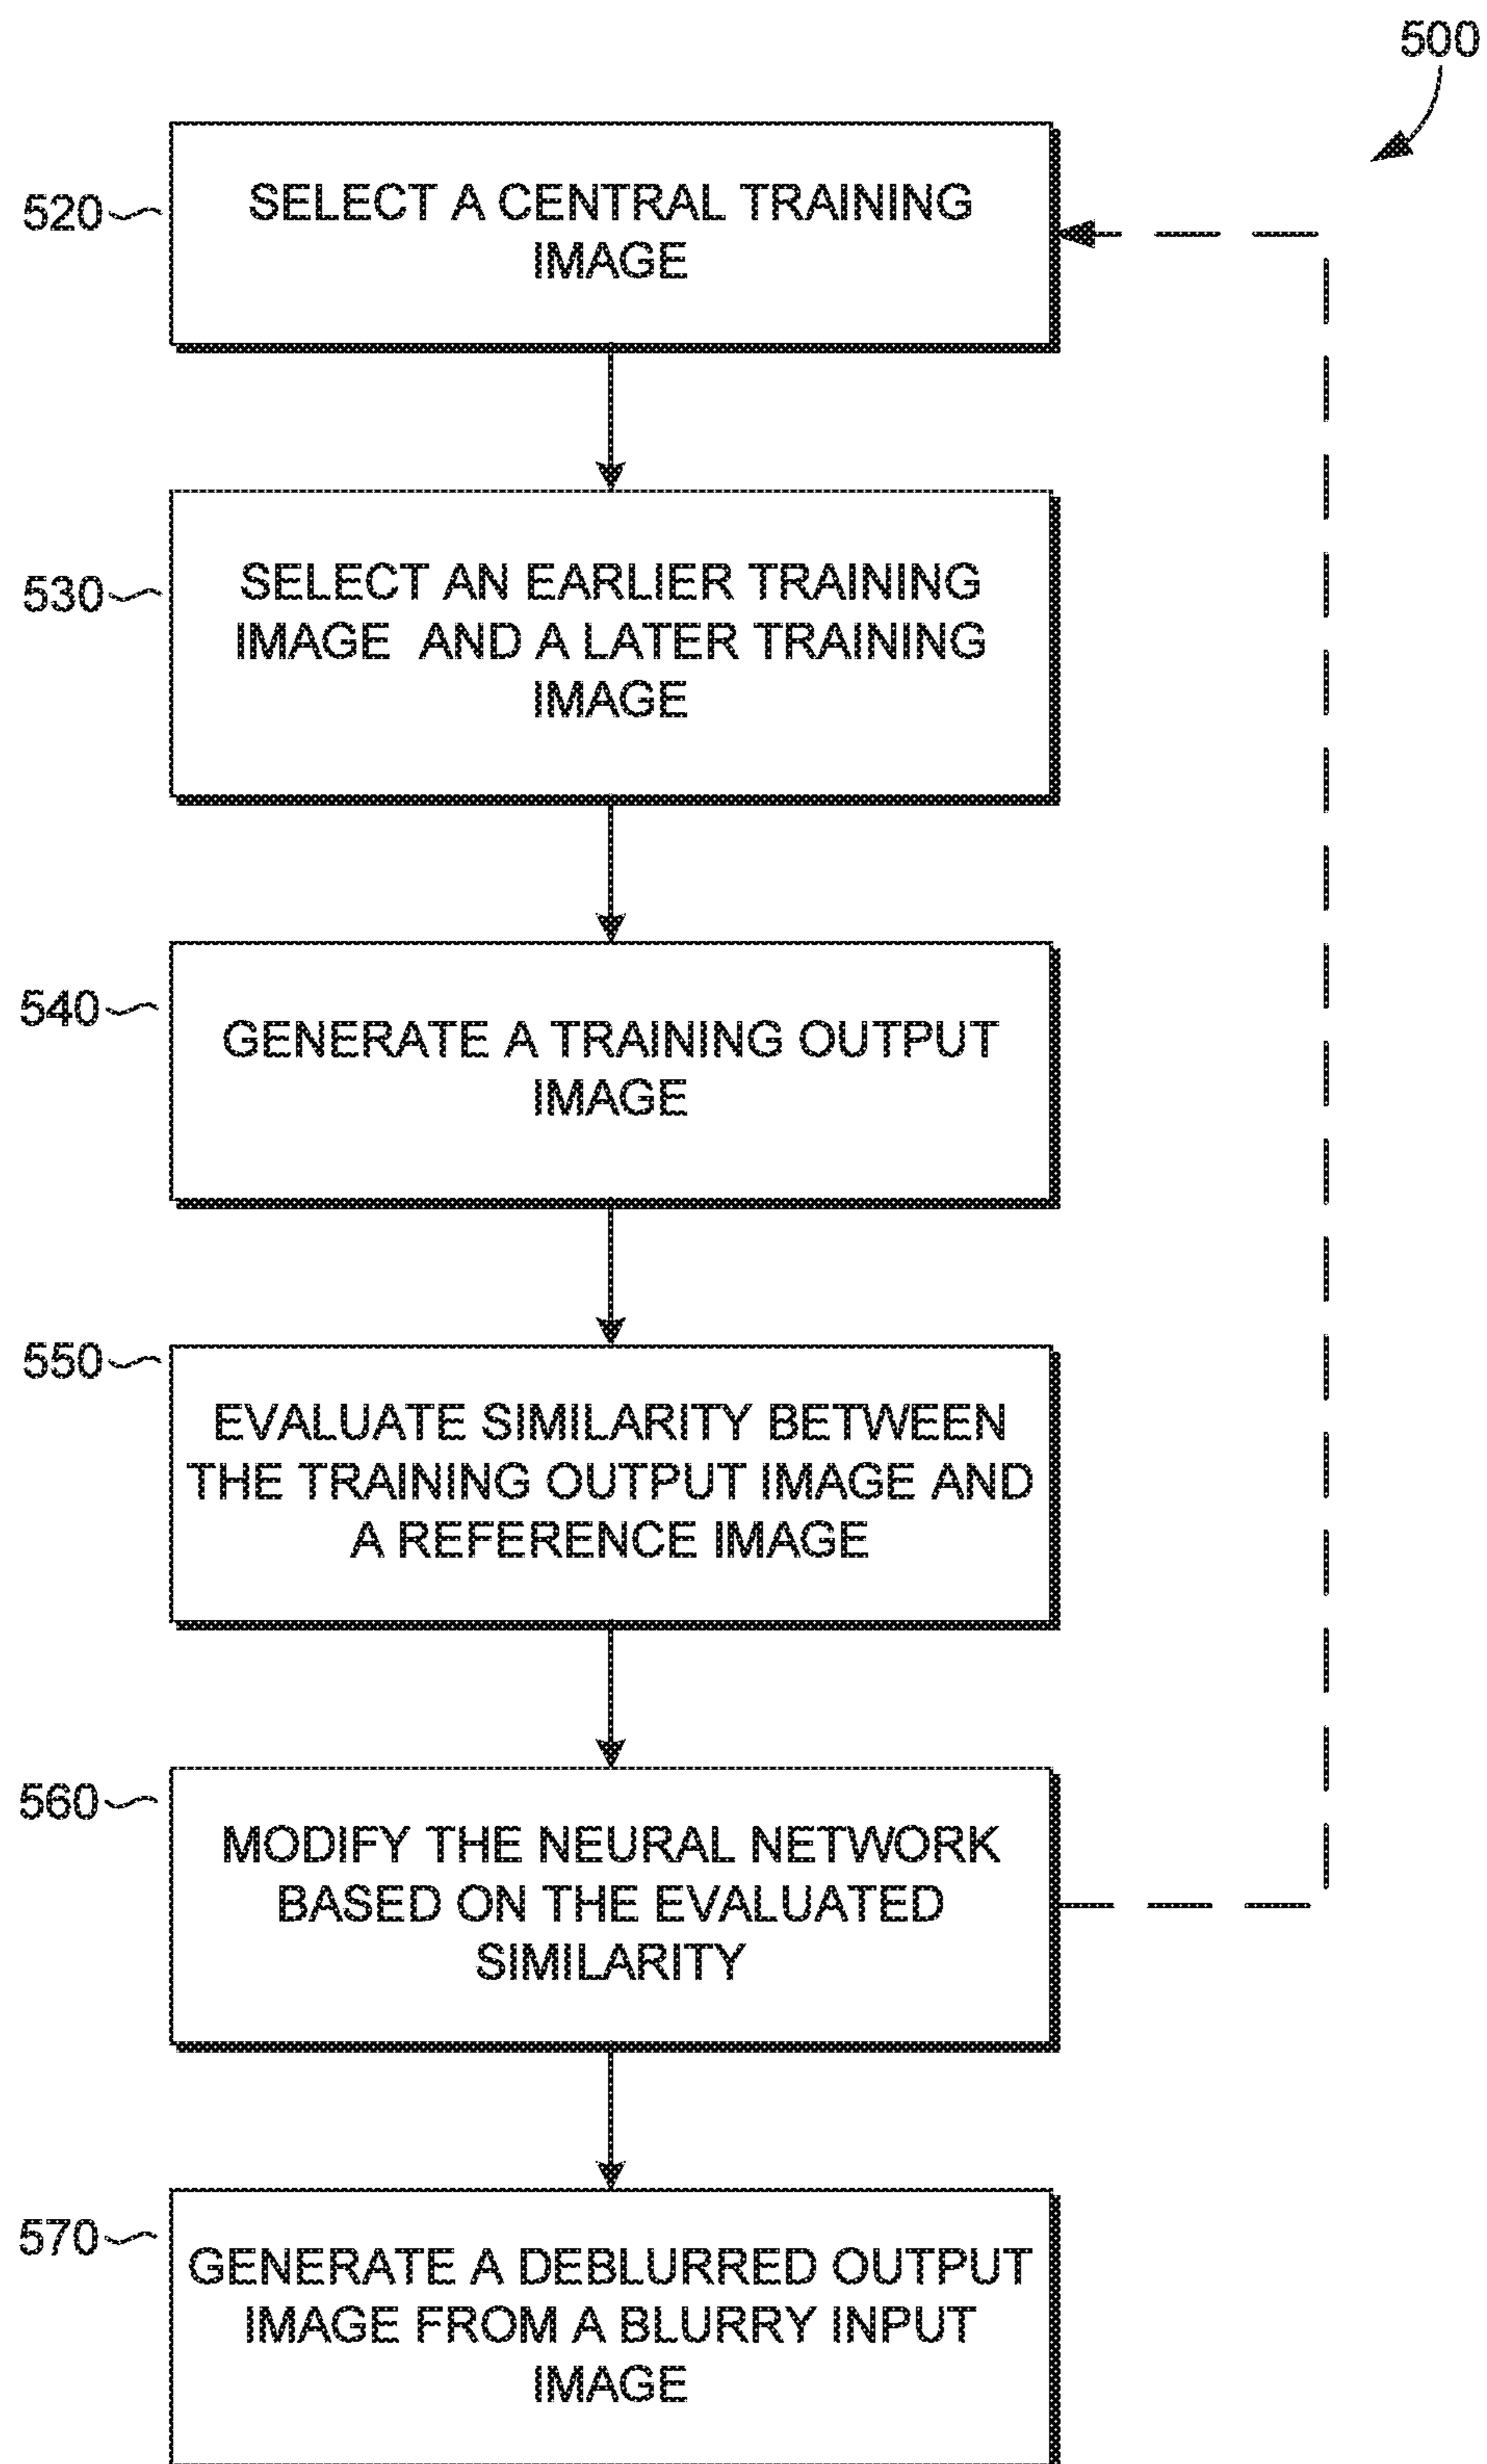 500
520
SELECT A CENTRAL TRAINING
IMAGE
530
SELECT AN EARLIER TRAINING
IMAGE AND A LATER TRAINING
IMAGE
540
GENERATE A TRAINING OUTPUT
IMAGE
550
EVALUATE SIMILARITY BETWEEN
THE TRAINING OUTPUT IMAGE AND
A REFERENCE IMAGE
560
MODIFY THE NEURAL NETWORK
BASED ON THE EVALUATED
SIMILARITY
570
GENERATE A DEBLURRED OUTPUT
IMAGE FROM A BLURRY INPUT
IMAGE